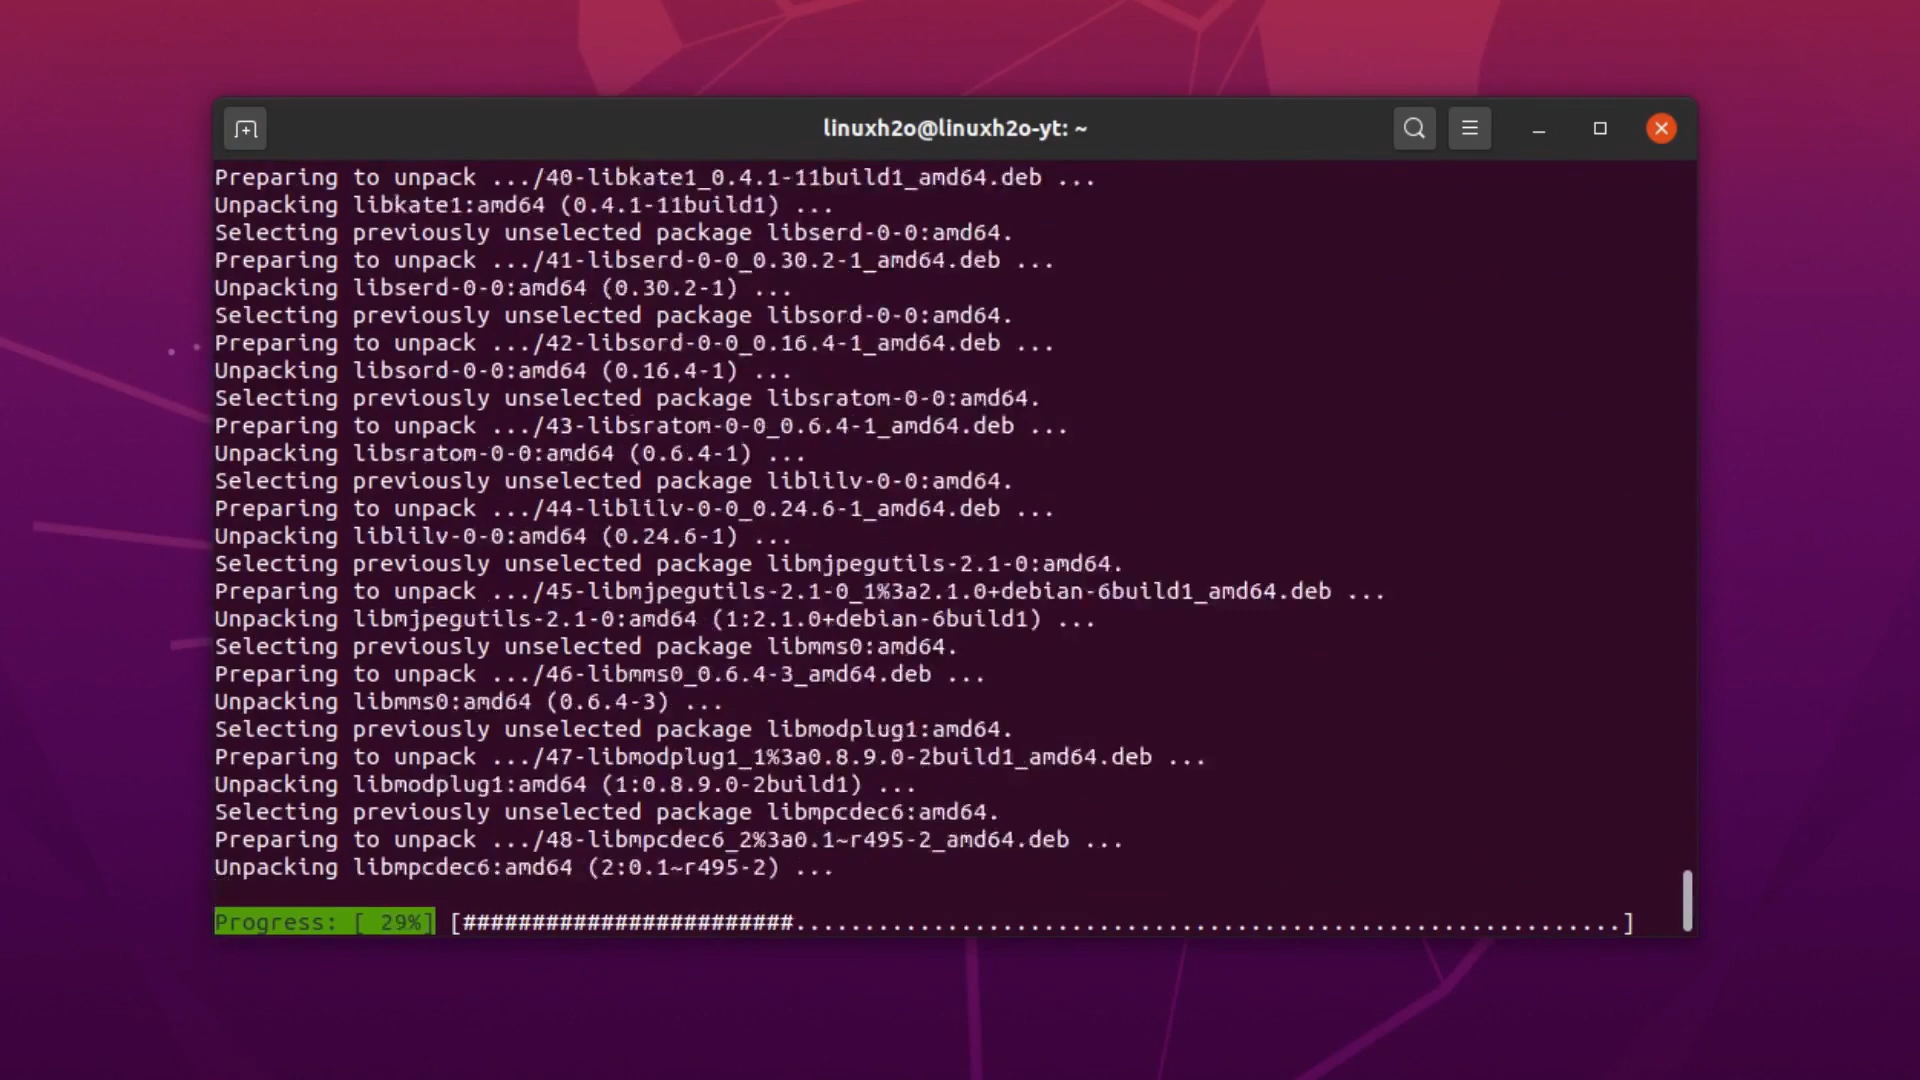 linuxh2o@linuxh2o-yt: ~
Preparing to unpack .../40-libkate1_0.4.1-11build1_amd64.deb ...
Unpacking libkate1:amd64 (0.4.1-11build1) ...
Selecting previously unselected package libserd-0-0:amd64.
Preparing to unpack .../41-libserd-0-0_0.30.2-1_amd64.deb ...
Unpacking libserd-0-0:amd64 (0.30.2-1) ...
Selecting previously unselected package libsord-0-0:amd64.
Preparing to unpack .../42-libsord-0-0_0.16.4-1_amd64.deb ...
Unpacking libsord-0-0:amd64 (0.16.4-1) ...
Selecting previously unselected package libsratom-0-0:amd64.
Preparing to unpack .../43-libsratom-0-0_0.6.4-1_amd64.deb ...
Unpacking libsratom-0-0:amd64 (0.6.4-1) ...
Selecting previously unselected package liblilv-0-0:amd64.
Preparing to unpack .../44-liblilv-0-0_0.24.6-1_amd64.deb ...
Unpacking liblilv-0-0:amd64 (0.24.6-1) ...
Selecting previously unselected package libmjpegutils-2.1-0:amd64.
Preparing to unpack .../45-libmjpegutils-2.1-0_1%3a2.1.0+debian-6build1_amd64.deb ...
Unpacking libmjpegutils-2.1-0:amd64 (1:2.1.0+debian-6build1) ...
Selecting previously unselected package libmms0:amd64.
Preparing to unpack .../46-libmms0_0.6.4-3_amd64.deb ...
Unpacking libmms0:amd64 (0.6.4-3) ...
Selecting previously unselected package libmodplug1:amd64.
Preparing to unpack .../47-libmodplug1_1%3a0.8.9.0-2build1_amd64.deb ...
Unpacking libmodplug1:amd64 (1:0.8.9.0-2build1) ...
Selecting previously unselected package libmpcdec6:amd64.
Preparing to unpack .../48-libmpcdec6_2%3a0.1~r495-2_amd64.deb ...
Unpacking libmpcdec6:amd64 (2:0.1~r495-2) ...
Progress: [ 29%] [########################............................................................]